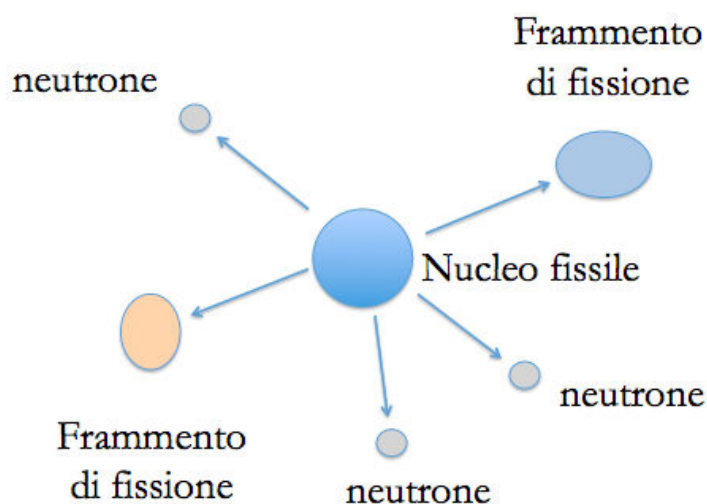 Frammento
di fissione
neutrone
Nucleo fissile
neutrone
Frammento
di fissione
neutrone